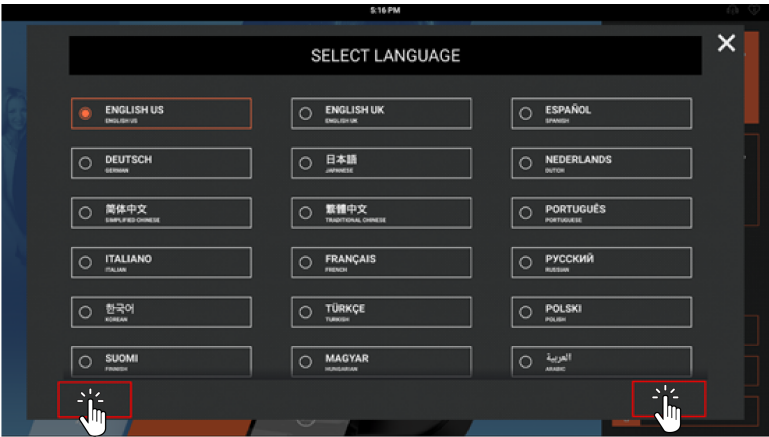 5:16 PM
SELECT LANGUAGE
ENGLISH US
ENGLISH US
ENGLISH UK
ENGLISH UK
ESPAÑOL
SPANISH
DEUTSCH
GERMAN
日本語
JAPANESE
NEDERLANDS
DUTCH
简体中文
SIMPLIFIED CHINESE
繁體中文
TRADITIONAL CHINESE
PORTUGUÊS
PORTUGUESE
ITALIANO
ITALIAN
FRANÇAIS
FRENCH
РУССКИЙ
RUSSIAN
한국어
KOREAN
TÜRKÇE
TURKISH
POLSKI
POLISH
SUOMI
FINNISH
MAGYAR
HUNGARIAN
العربية
ARABIC